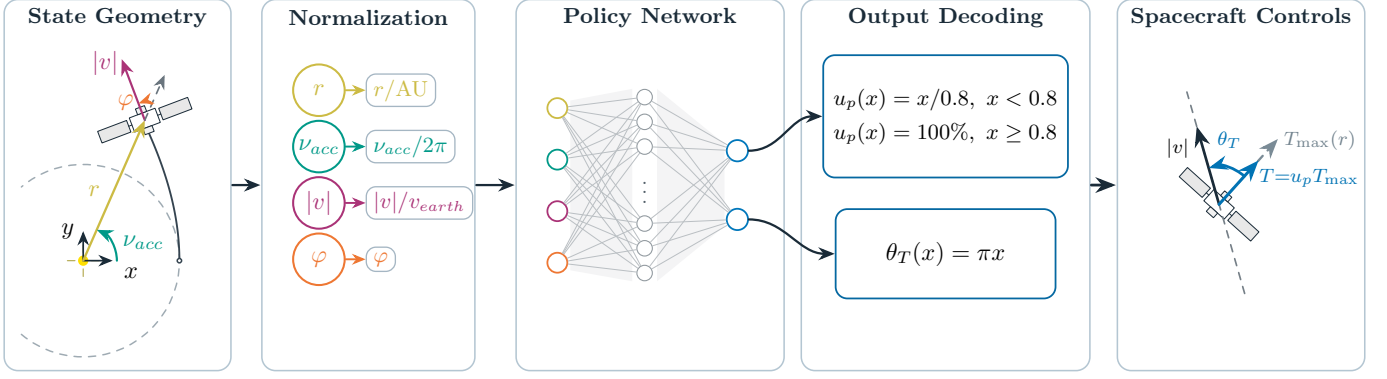 State Geometry
|v|
φ
r
y
ν_acc
x
Normalization
r
r/AU
ν_acc
ν_acc/2π
|v|
|v|/v_earth
φ
φ
Policy Network
⋮
Output Decoding
u_p(x) = x/0.8, x < 0.8
u_p(x) = 100%, x ≥ 0.8
θ_T(x) = πx
Spacecraft Controls
|v|
θ_T
T_max(r)
T=u_pT_max